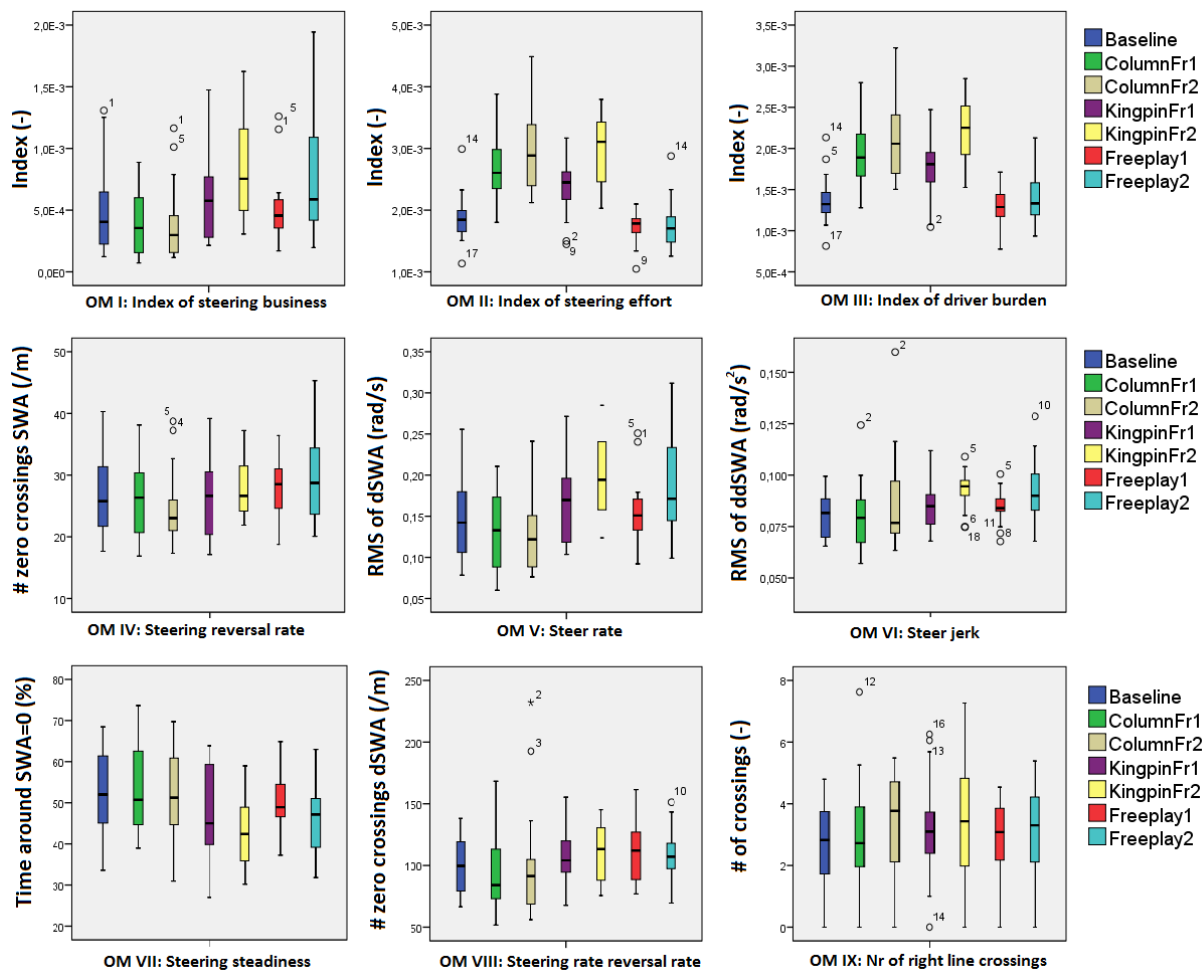 Index (-)
2,0E-3
1,5E-3
1,0E-3
5,0E-4
0,0E0
1
1
5
5
1
OM I: Index of steering business
Index (-)
5,0E-3
4,0E-3
3,0E-3
2,0E-3
1,0E-3
14
17
2
9
9
14
OM II: Index of steering effort
Index (-)
3,5E-3
3,0E-3
2,5E-3
2,0E-3
1,5E-3
1,0E-3
5,0E-4
14
5
17
2
OM III: Index of driver burden
Baseline
ColumnFr1
ColumnFr2
KingpinFr1
KingpinFr2
Freeplay1
Freeplay2
# zero crossings SWA (/m)
50
40
30
20
10
5
4
OM IV: Steering reversal rate
RMS of dSWA (rad/s)
0,35
0,30
0,25
0,20
0,15
0,10
0,05
5
1
OM V: Steer rate
RMS of ddSWA (rad/s²)
0,150
0,125
0,100
0,075
0,050
2
2
5
6
18
5
11
8
10
OM VI: Steer jerk
Baseline
ColumnFr1
ColumnFr2
KingpinFr1
KingpinFr2
Freeplay1
Freeplay2
Time around SWA=0 (%)
80
70
60
50
40
30
20
OM VII: Steering steadiness
# zero crossings dSWA (/m)
250
200
150
100
50
2
3
10
OM VIII: Steering rate reversal rate
# of crossings (-)
8
6
4
2
0
12
16
13
14
OM IX: Nr of right line crossings
Baseline
ColumnFr1
ColumnFr2
KingpinFr1
KingpinFr2
Freeplay1
Freeplay2